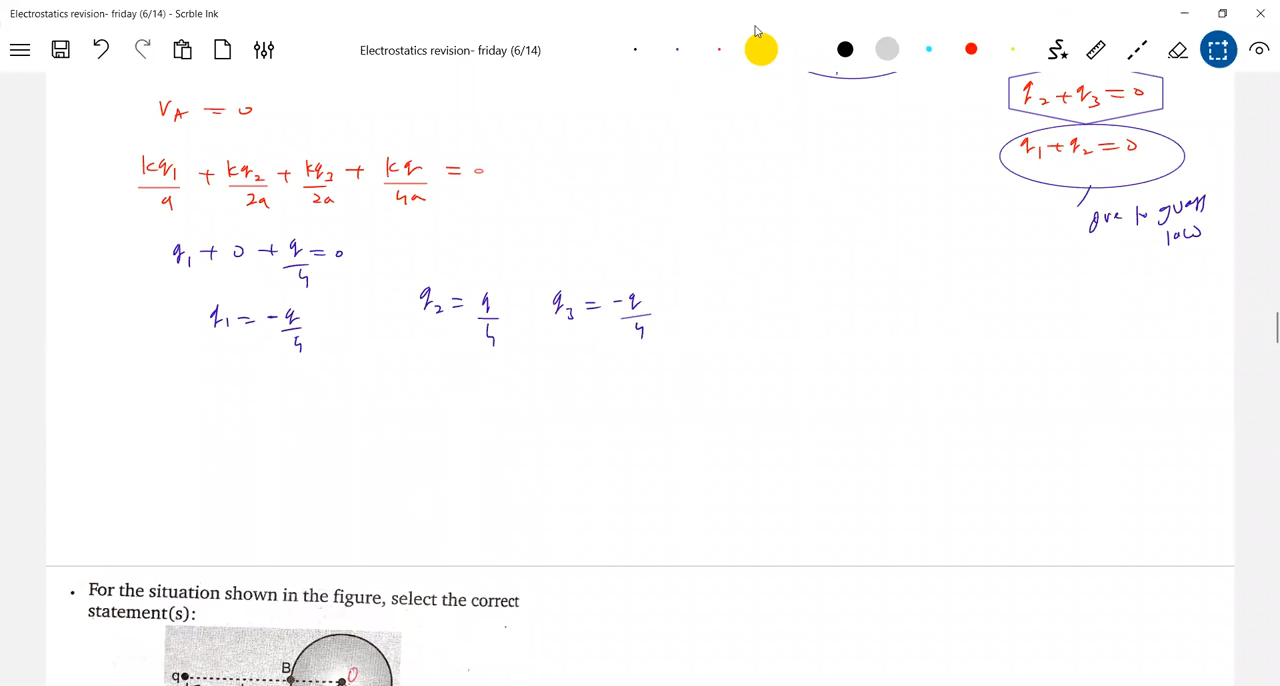 Electrostatics revision- friday (6/14) - Scrble Ink
Electrostatics revision- friday (6/14)
q₂ + q₃ = 0
V_A = 0
q₁ + q₂ = 0
kq₁/a + kq₂/2a + kq₃/2a + kq/4a = 0
due to guass
law
q₁ + 0 + q/4 = 0
q₁ = -q/4 q₂ = q/4 q₃ = -q/4
. For the situation shown in the figure, select the correct
statement(s):
B
O
q